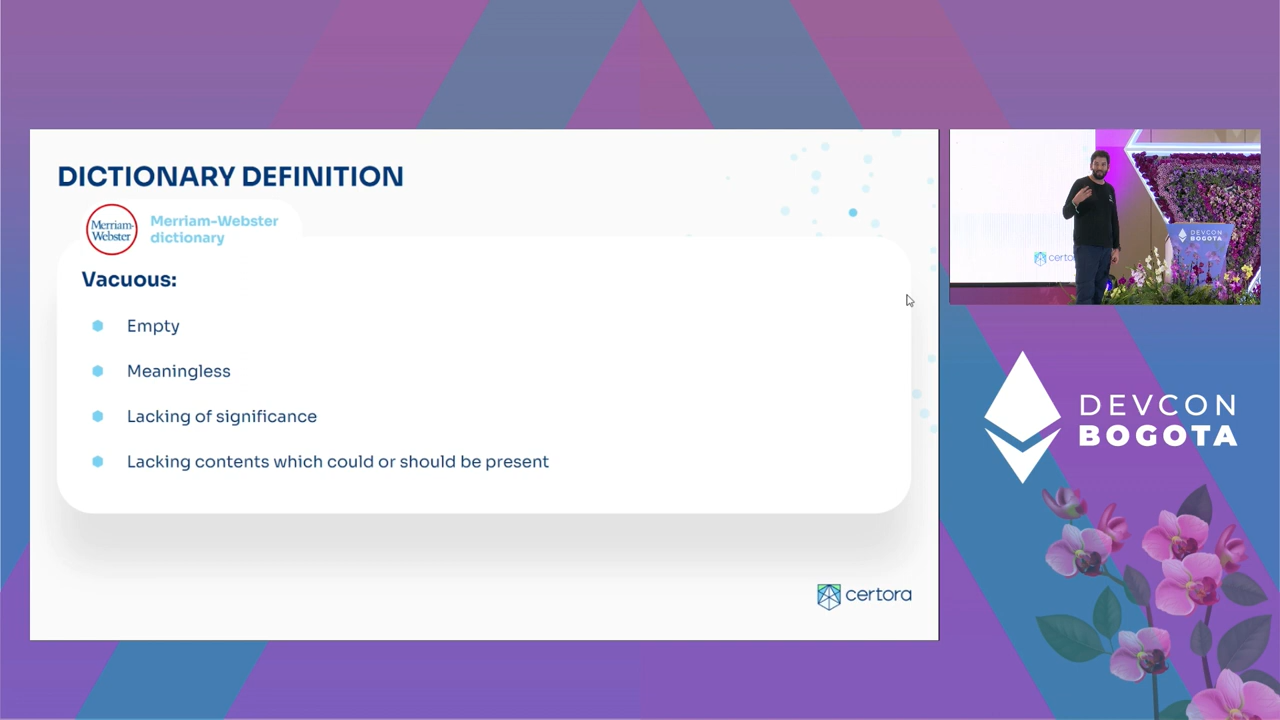 DICTIONARY DEFINITION
Merriam-
Webster
Merriam-Webster
dictionary
Vacuous:
Empty
Meaningless
Lacking of significance
Lacking contents which could or should be present
certora
certo
DEVCON
BOGOTA
DEVCON
BOGOTA